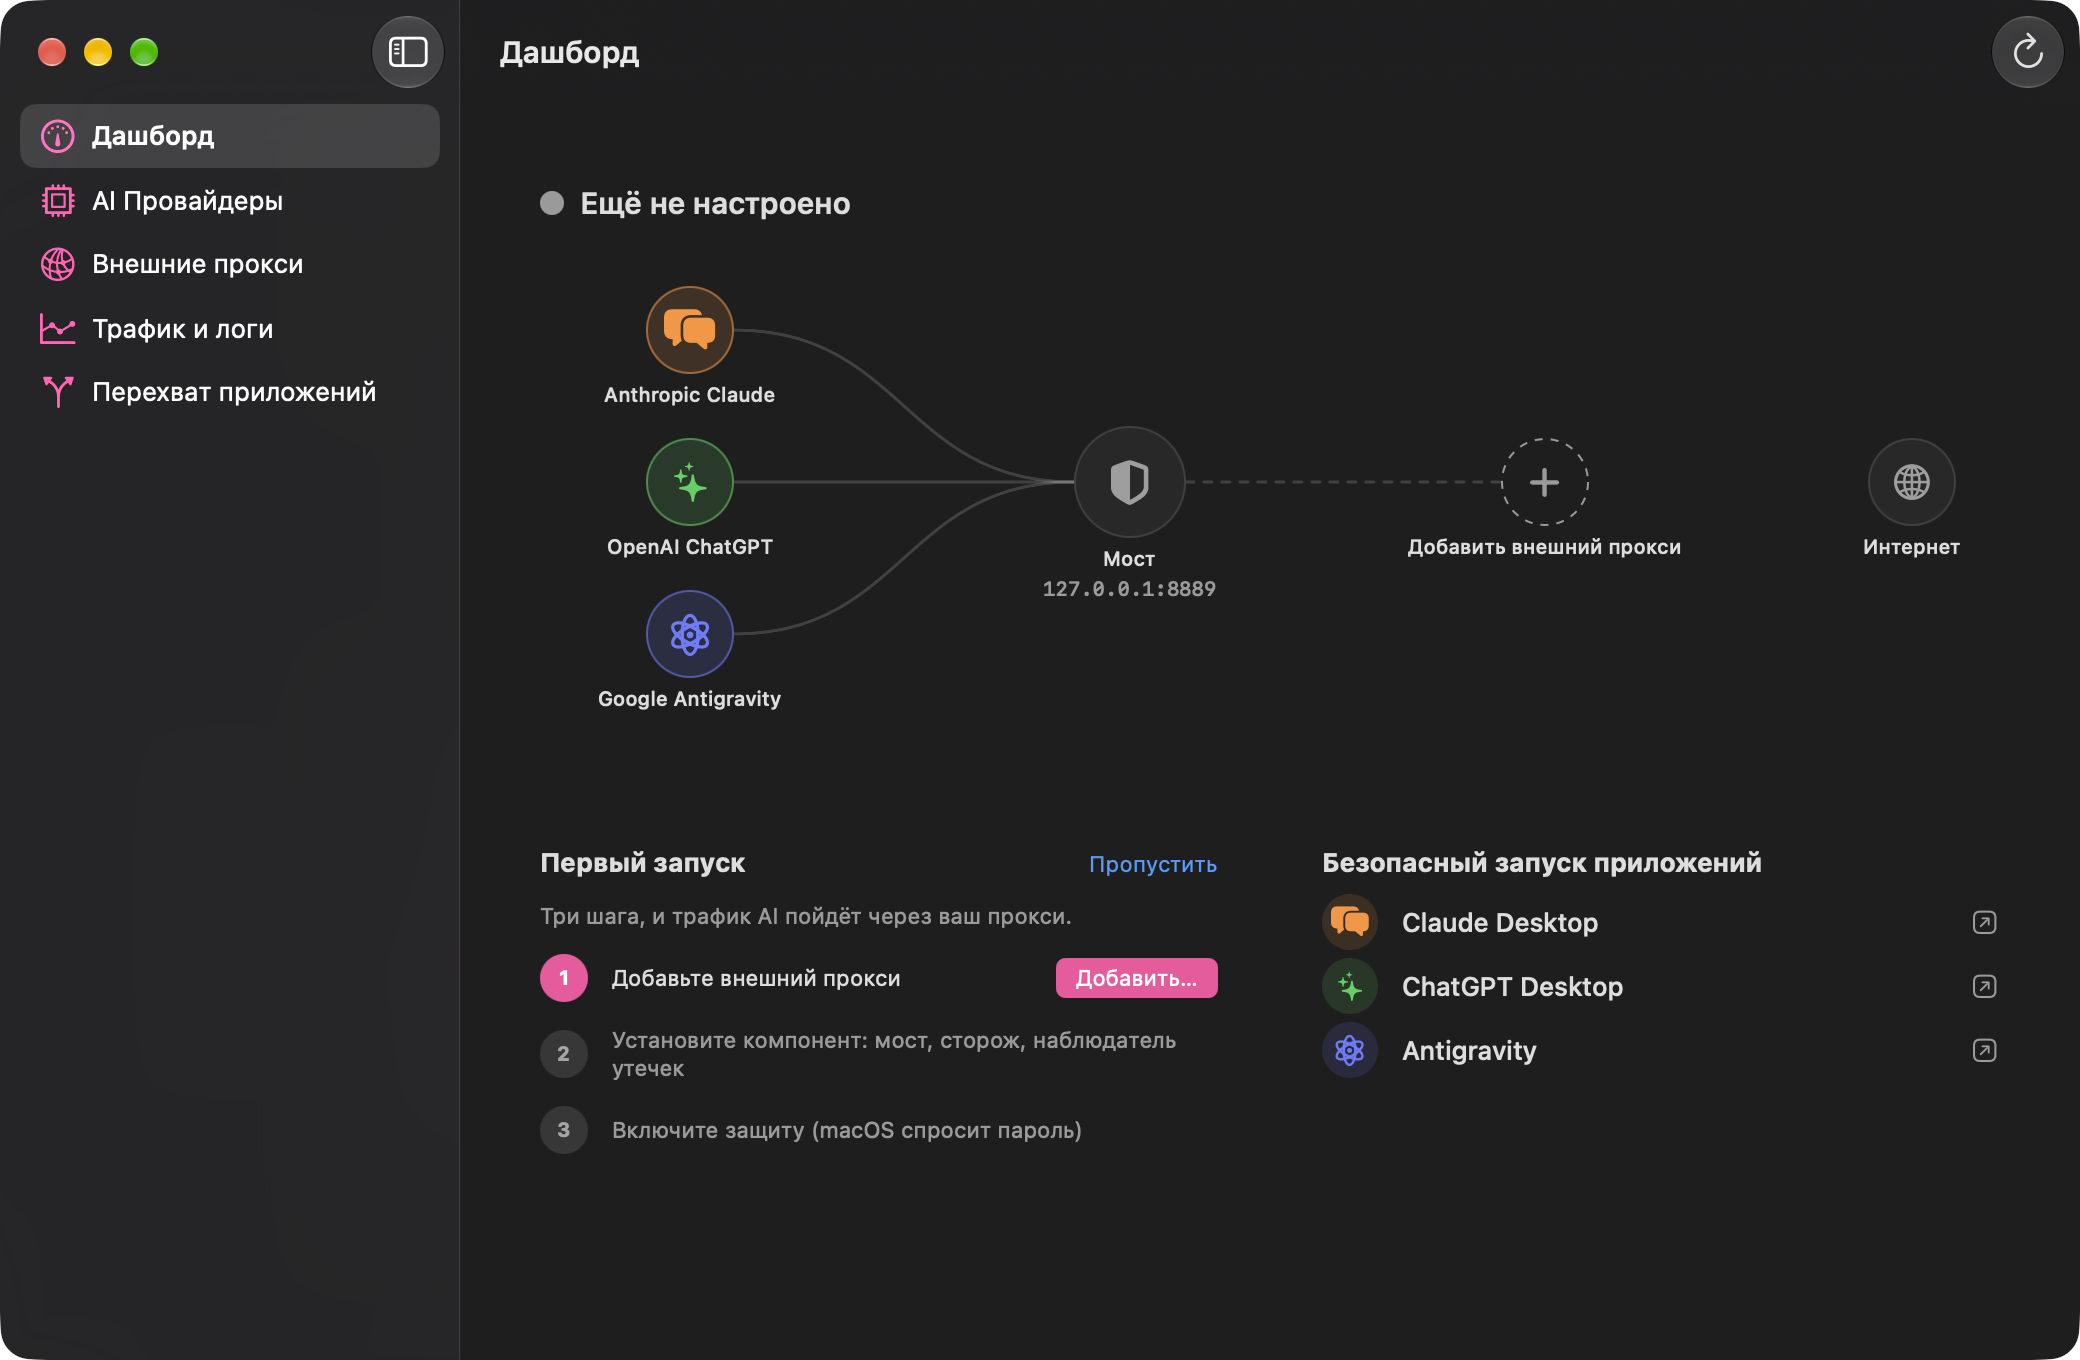 Дашборд
AI Провайдеры
Внешние прокси
Трафик и логи
Перехват приложений
Дашборд
Ещё не настроено
Anthropic Claude
OpenAI ChatGPT
Google Antigravity
Мост
127.0.0.1:8889
Добавить внешний прокси
Интернет
Первый запуск
Пропустить
Три шага, и трафик AI пойдёт через ваш прокси.
1
Добавьте внешний прокси
Добавить...
2
Установите компонент: мост, сторож, наблюдатель
утечек
3
Включите защиту (macOS спросит пароль)
Безопасный запуск приложений
Claude Desktop
ChatGPT Desktop
Antigravity